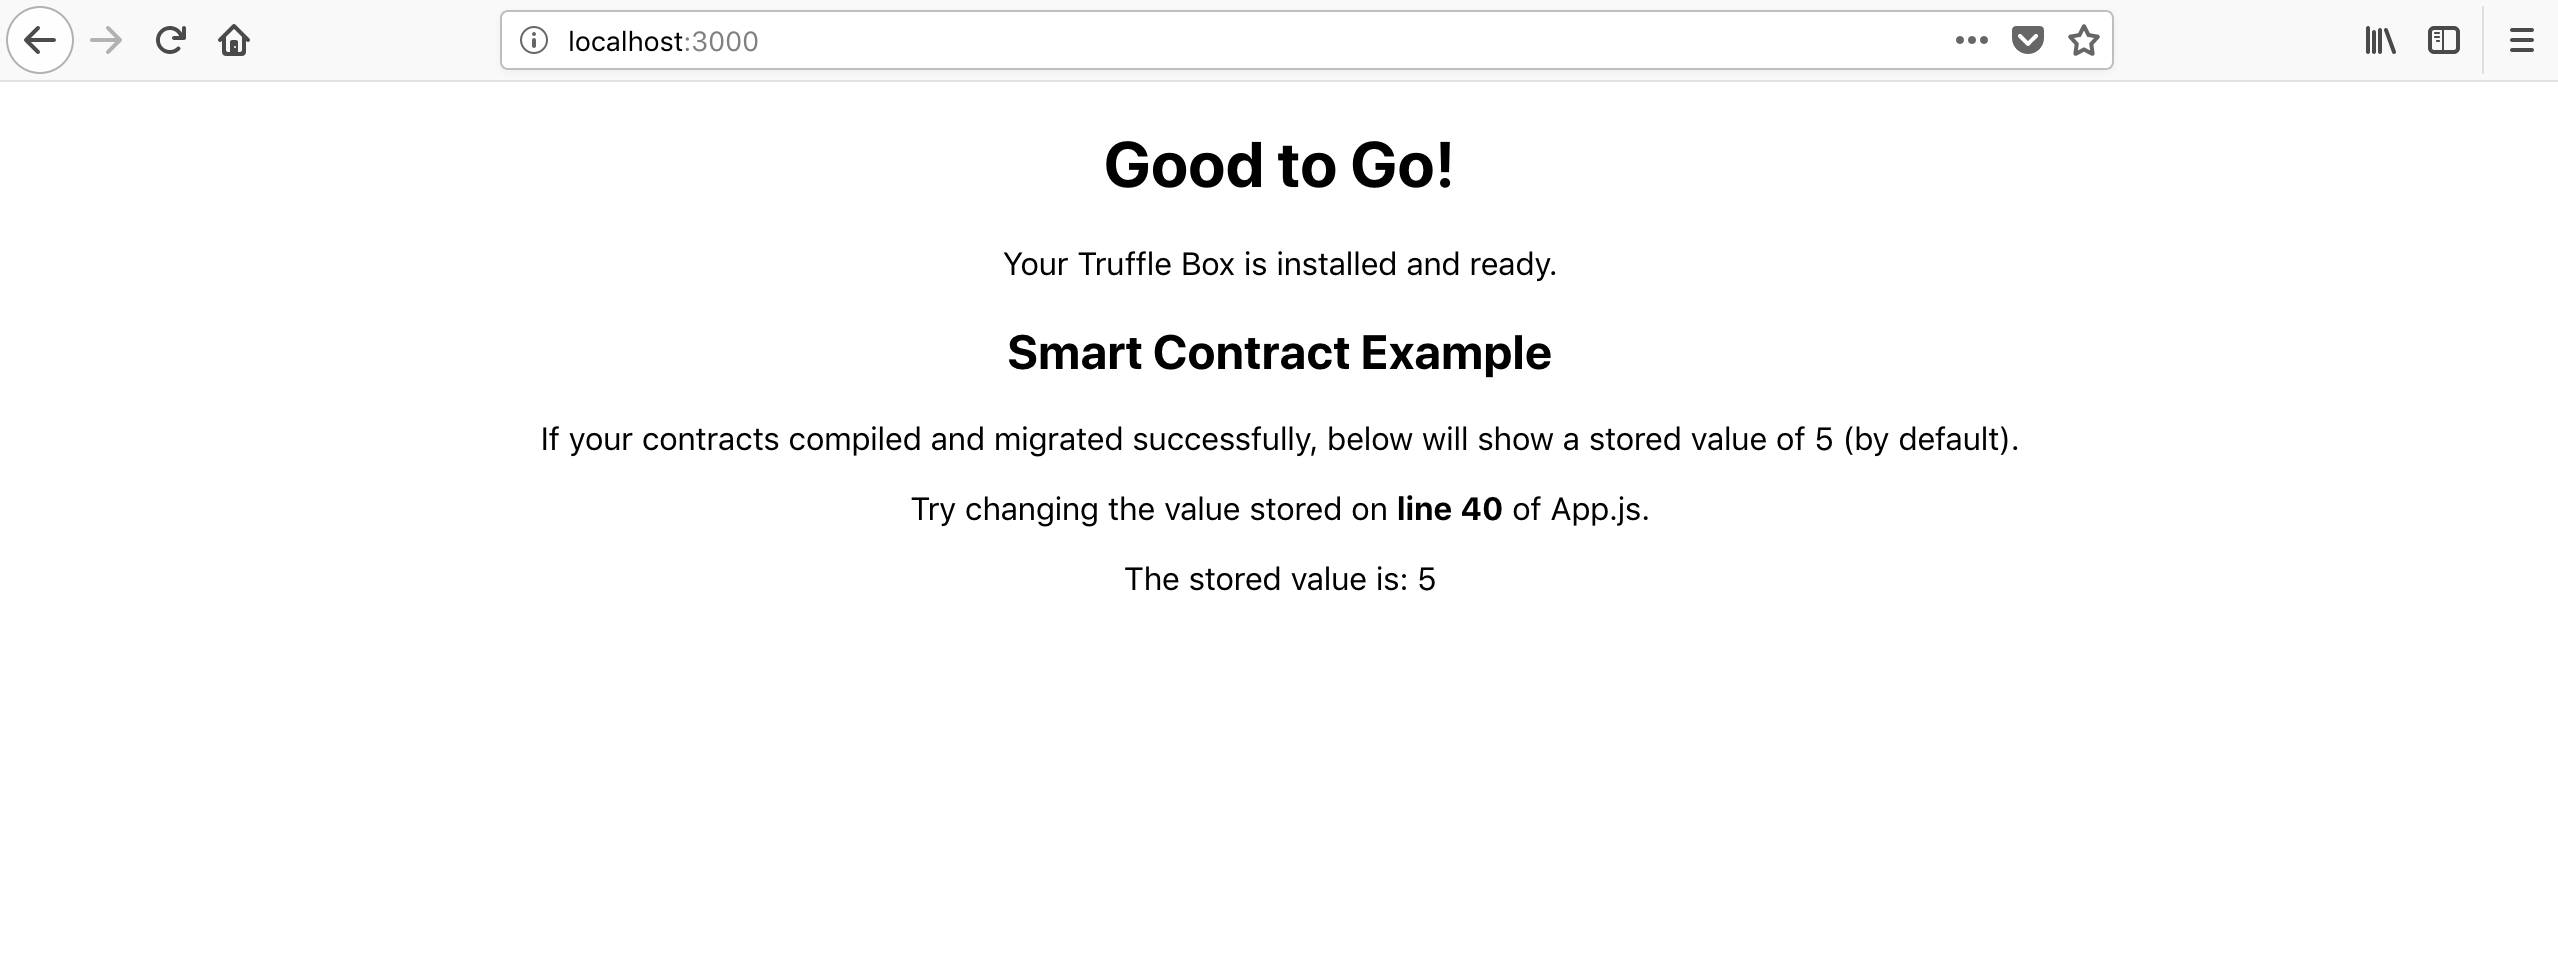 localhost:3000
Good to Go!
Your Truffle Box is installed and ready.
Smart Contract Example
If your contracts compiled and migrated successfully, below will show a stored value of 5 (by default).
Try changing the value stored on line 40 of App.js.
The stored value is: 5